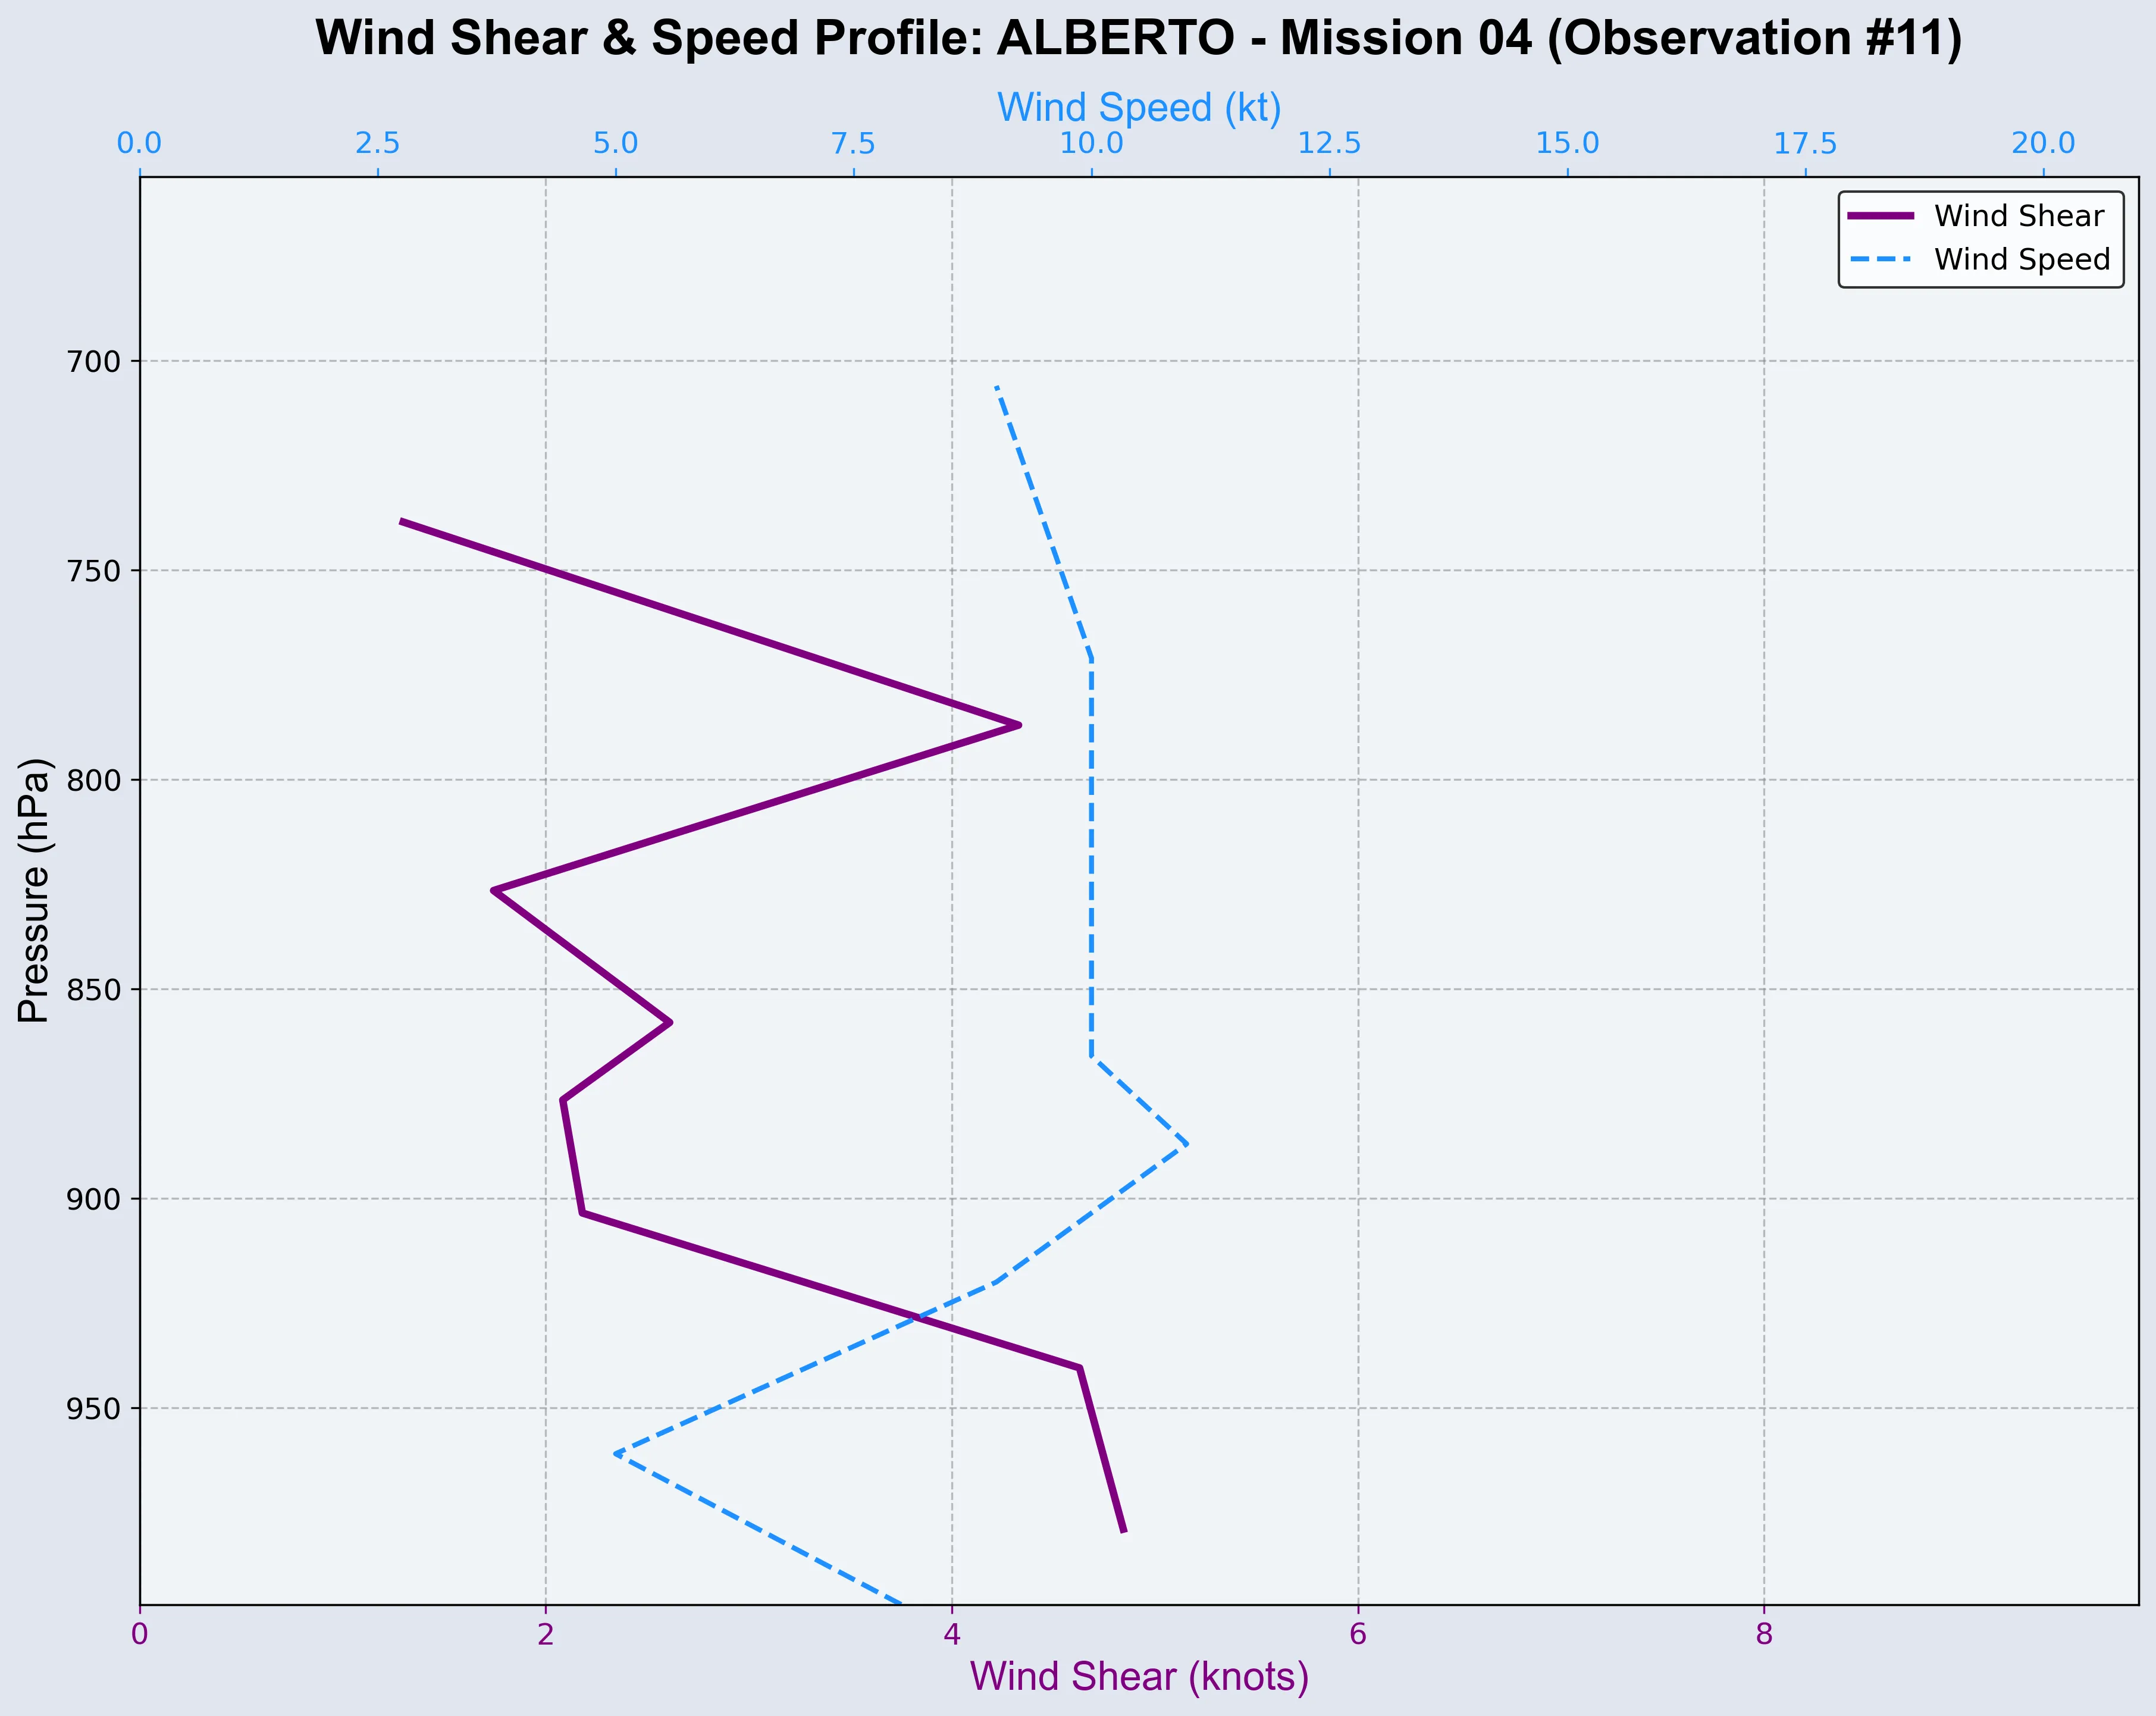 Wind Shear & Speed Profile: ALBERTO - Mission 04 (Observation #11)
Wind Speed (kt)
0.0 2.5 5.0 7.5 10.0 12.5 15.0 17.5 20.0
Wind Shear
Wind Speed
700
750
800
850
900
950
Pressure (hPa)
0 2 4 6 8
Wind Shear (knots)